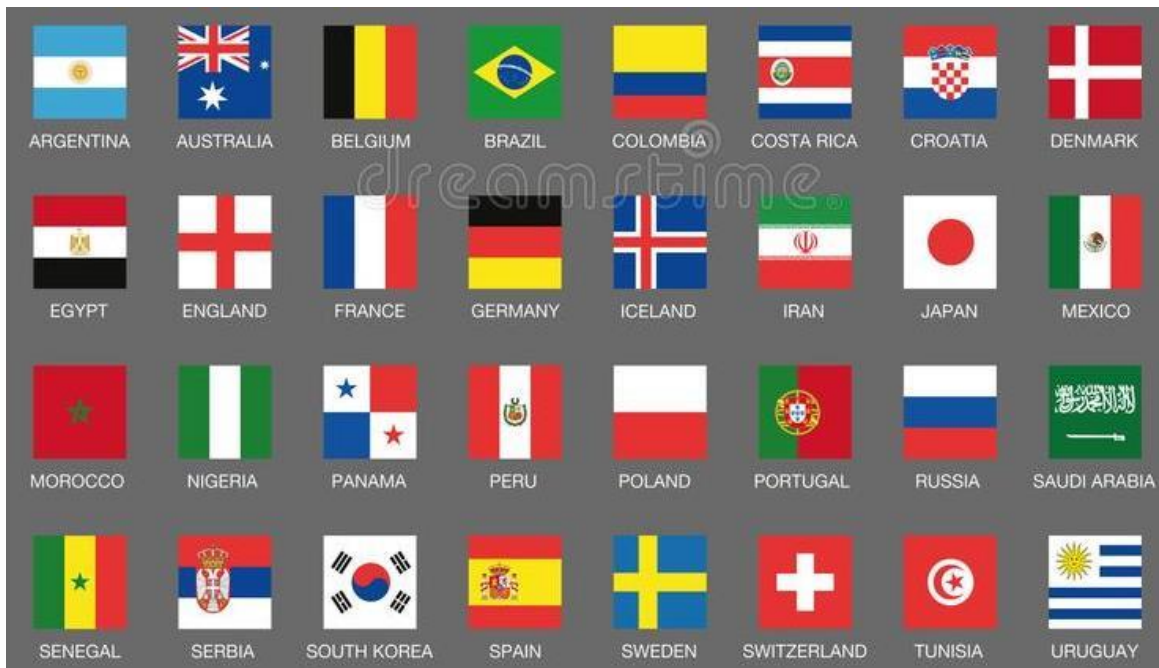 ARGENTINA AUSTRALIA BELGIUM BRAZIL COLOMBIA COSTA RICA CROATIA DENMARK
dreamstime.
EGYPT ENGLAND FRANCE GERMANY ICELAND IRAN JAPAN MEXICO
MOROCCO NIGERIA PANAMA PERU POLAND PORTUGAL RUSSIA SAUDI ARABIA
SENEGAL SERBIA SOUTH KOREA SPAIN SWEDEN SWITZERLAND TUNISIA URUGUAY